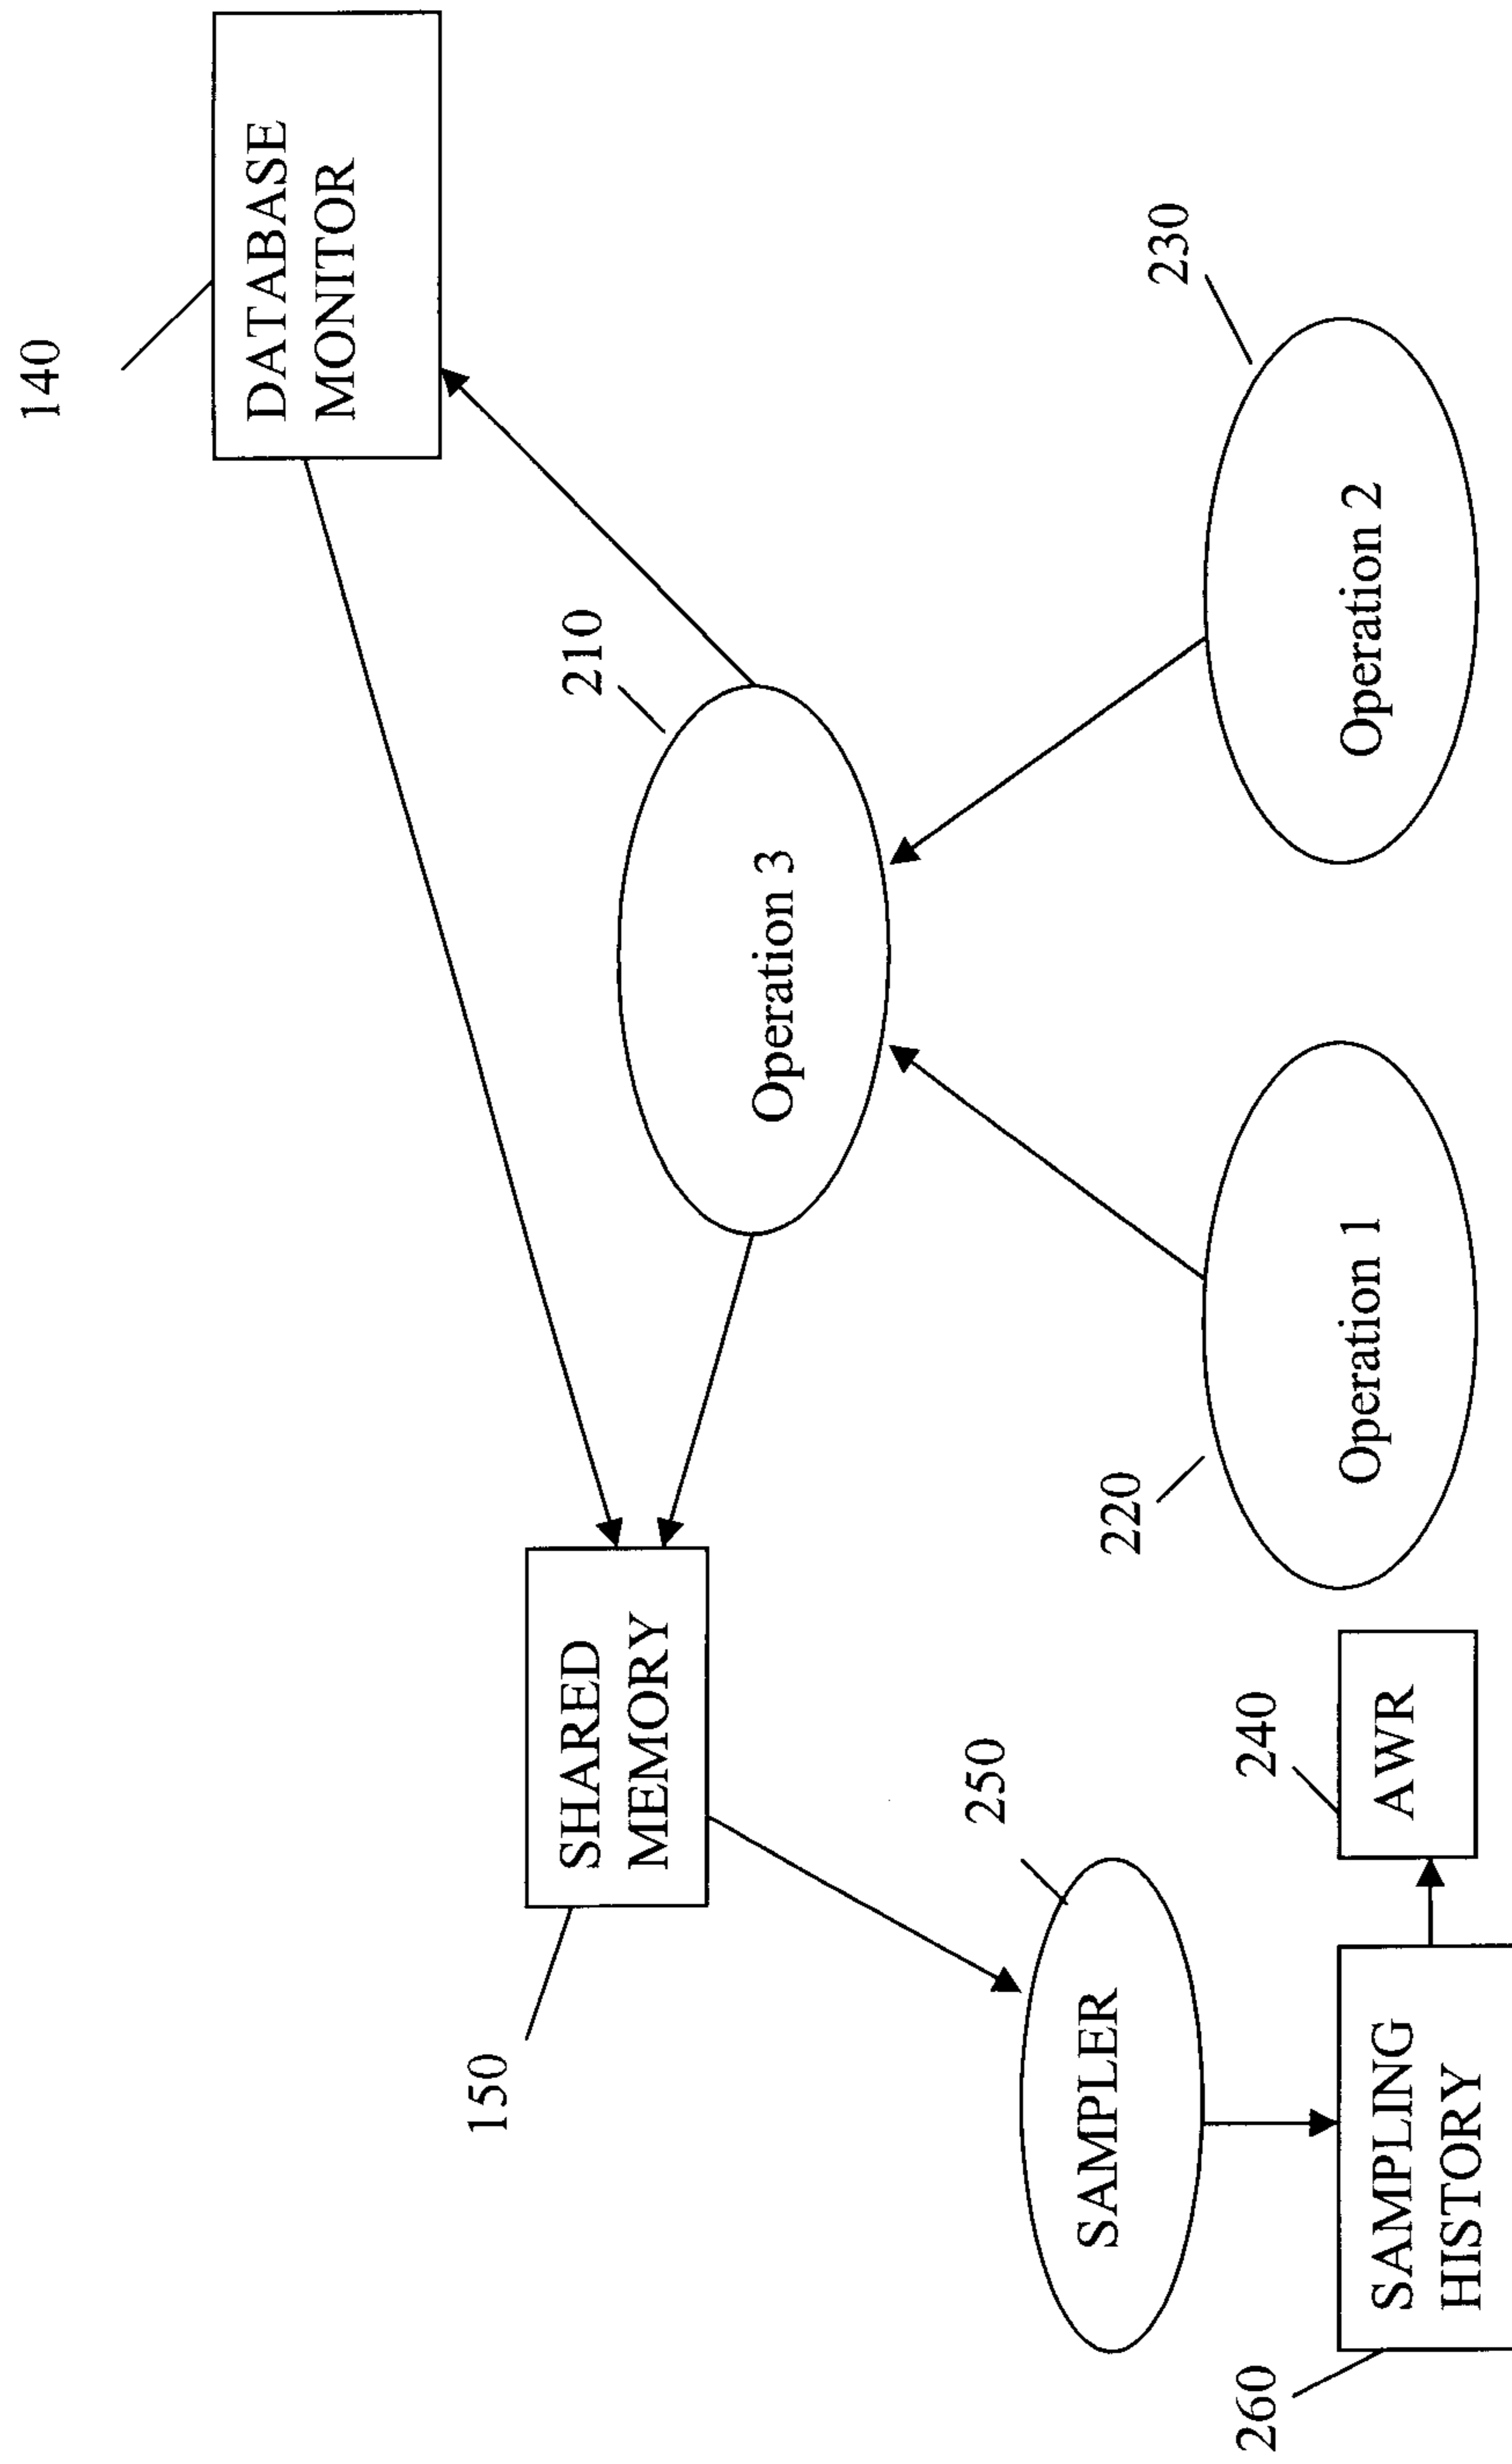 140
DATABASE
MONITOR
210
Operation 3
230
Operation 2
220
Operation 1
150
SHARED
MEMORY
250
SAMPLER
240
AWR
260
SAMPLING
HISTORY